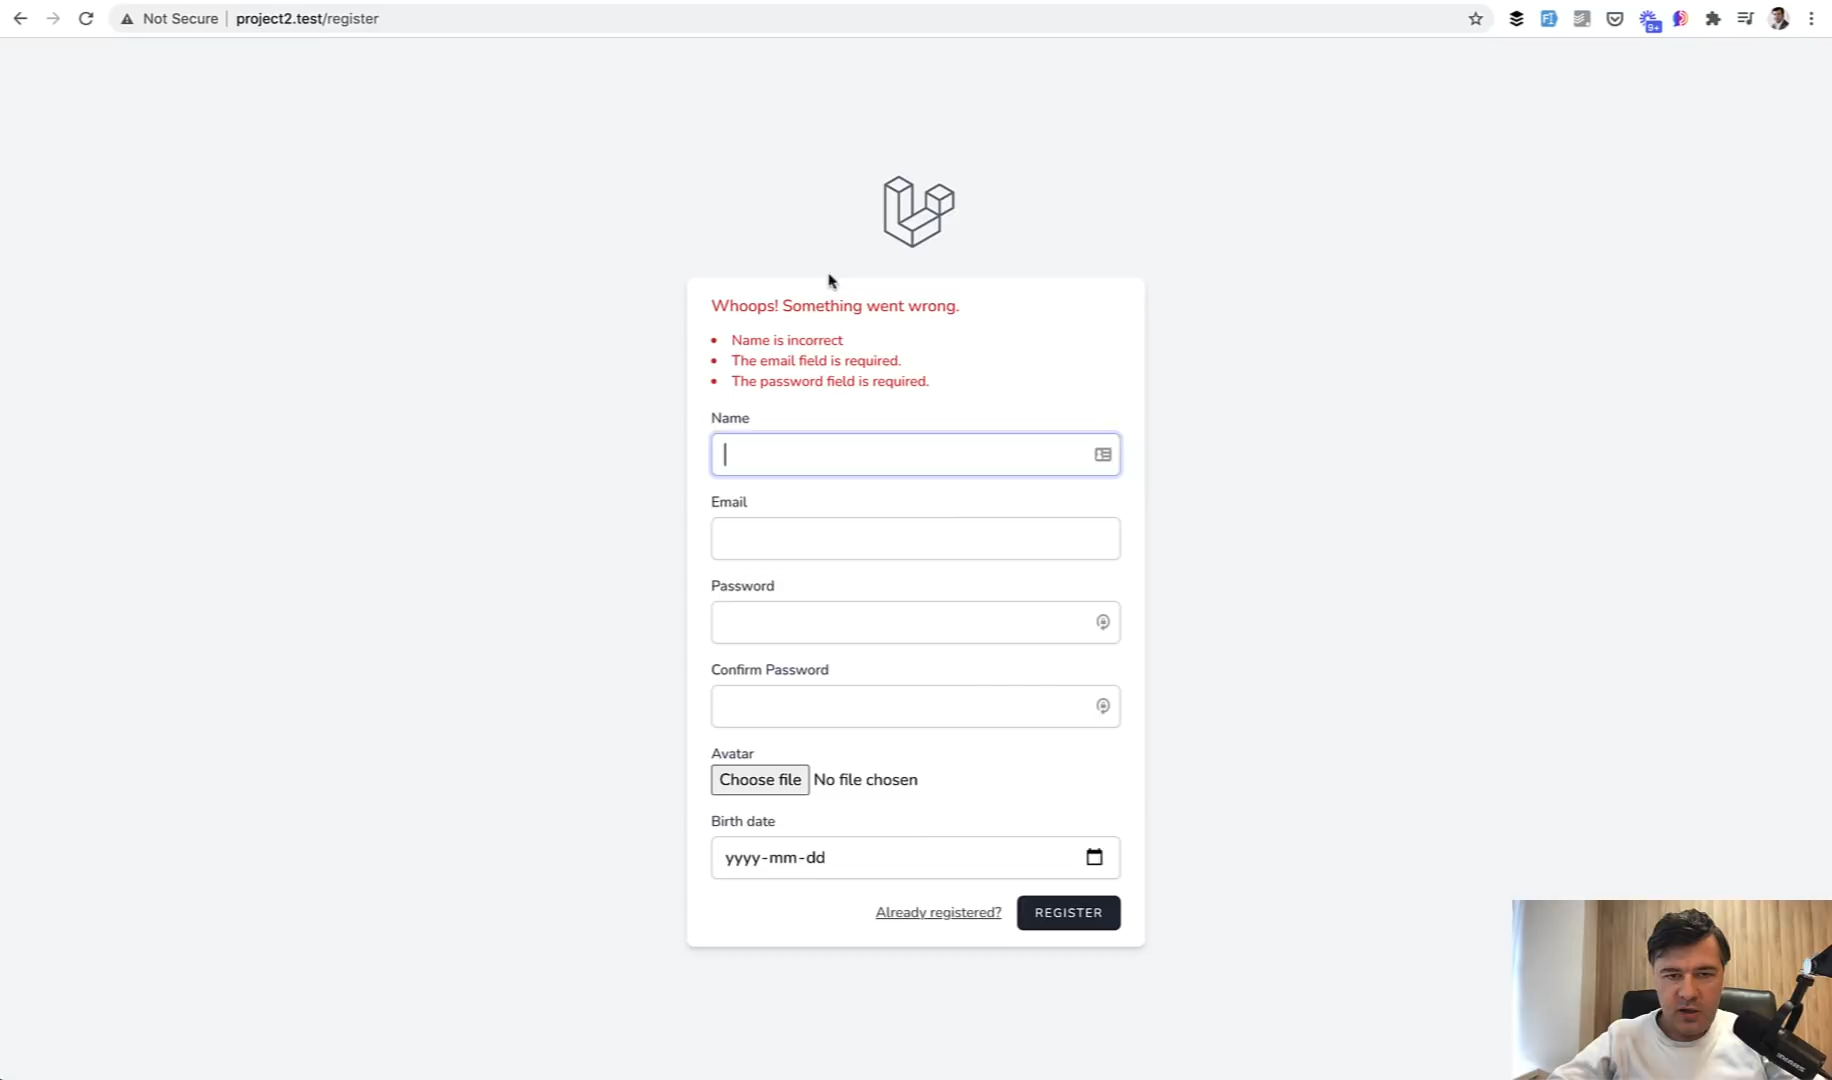 Not Secure | project2.test/register
9+
Whoops! Something went wrong.
• Name is incorrect
• The email field is required.
• The password field is required.
Name
Email
Password
Confirm Password
Avatar
Choose file No file chosen
Birth date
yyyy-mm-dd
Already registered? REGISTER